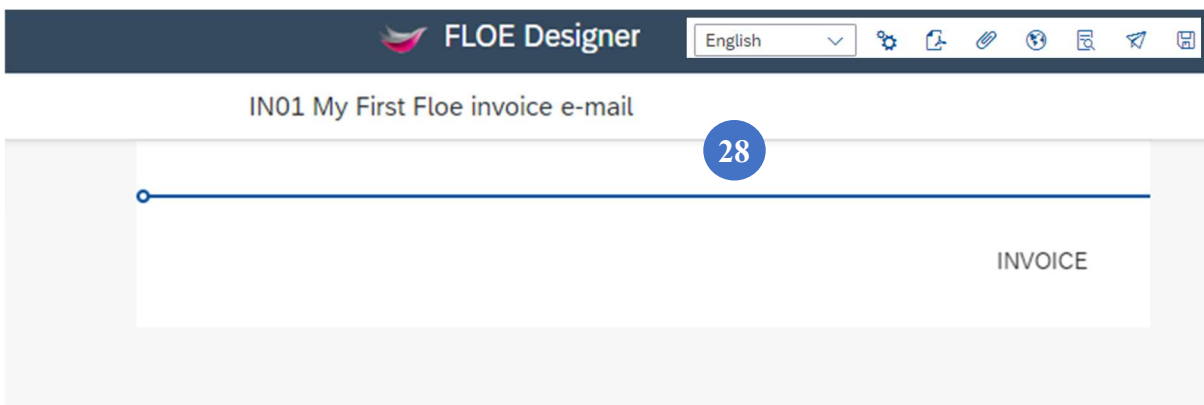 FLOE Designer
English
IN01 My First Floe invoice e-mail
28
INVOICE